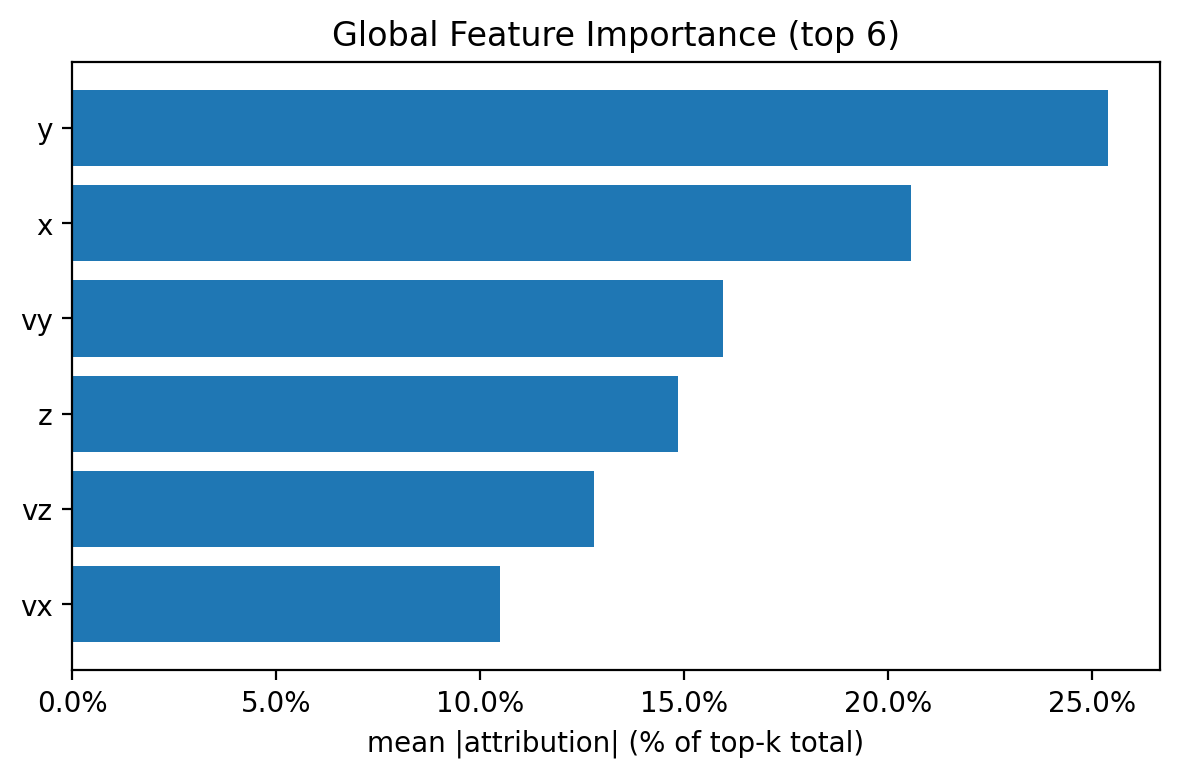 Global Feature Importance (top 6)
y
x
vy
z
vz
vx
0.0% 5.0% 10.0% 15.0% 20.0% 25.0%
mean |attribution| (% of top-k total)